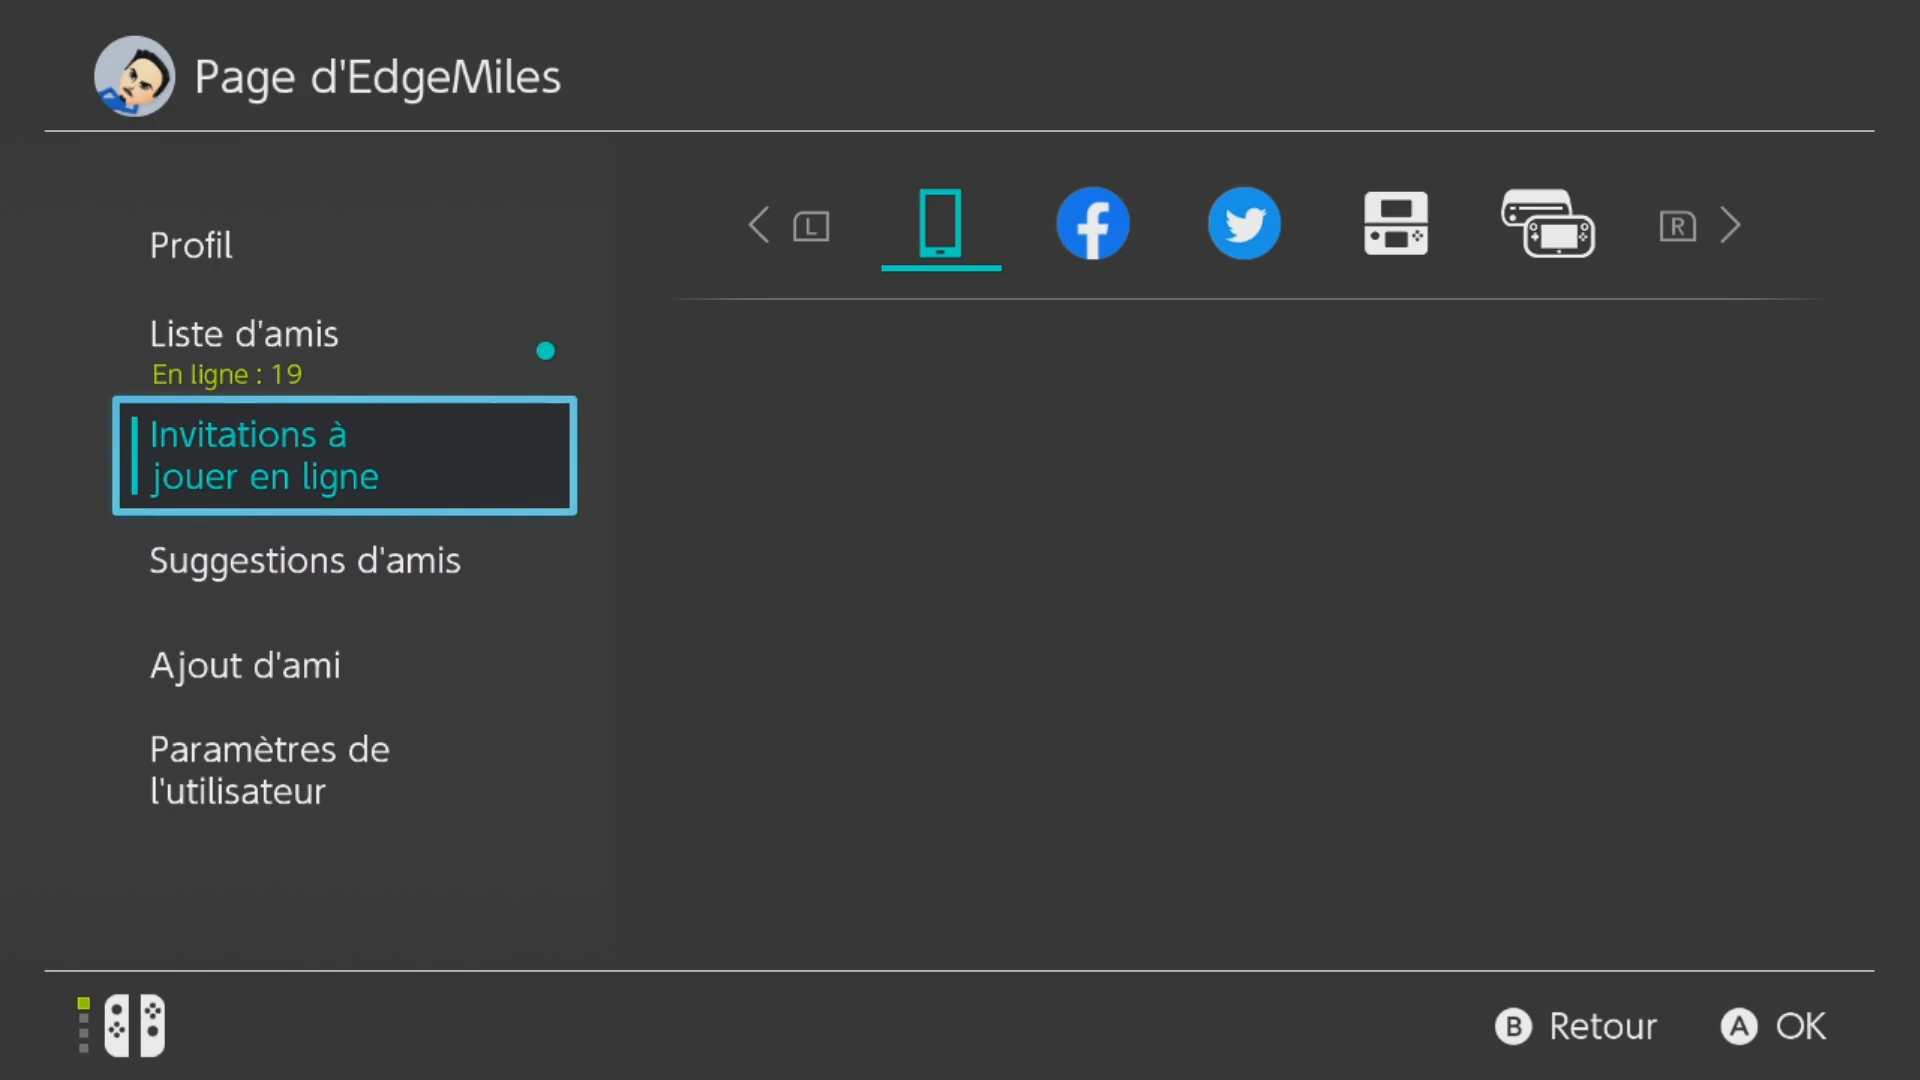 Page d'EdgeMiles
L
R
Profil
Liste d'amis
En ligne : 19
Invitations à
jouer en ligne
Suggestions d'amis
Ajout d'ami
Paramètres de
l'utilisateur
B Retour
A OK